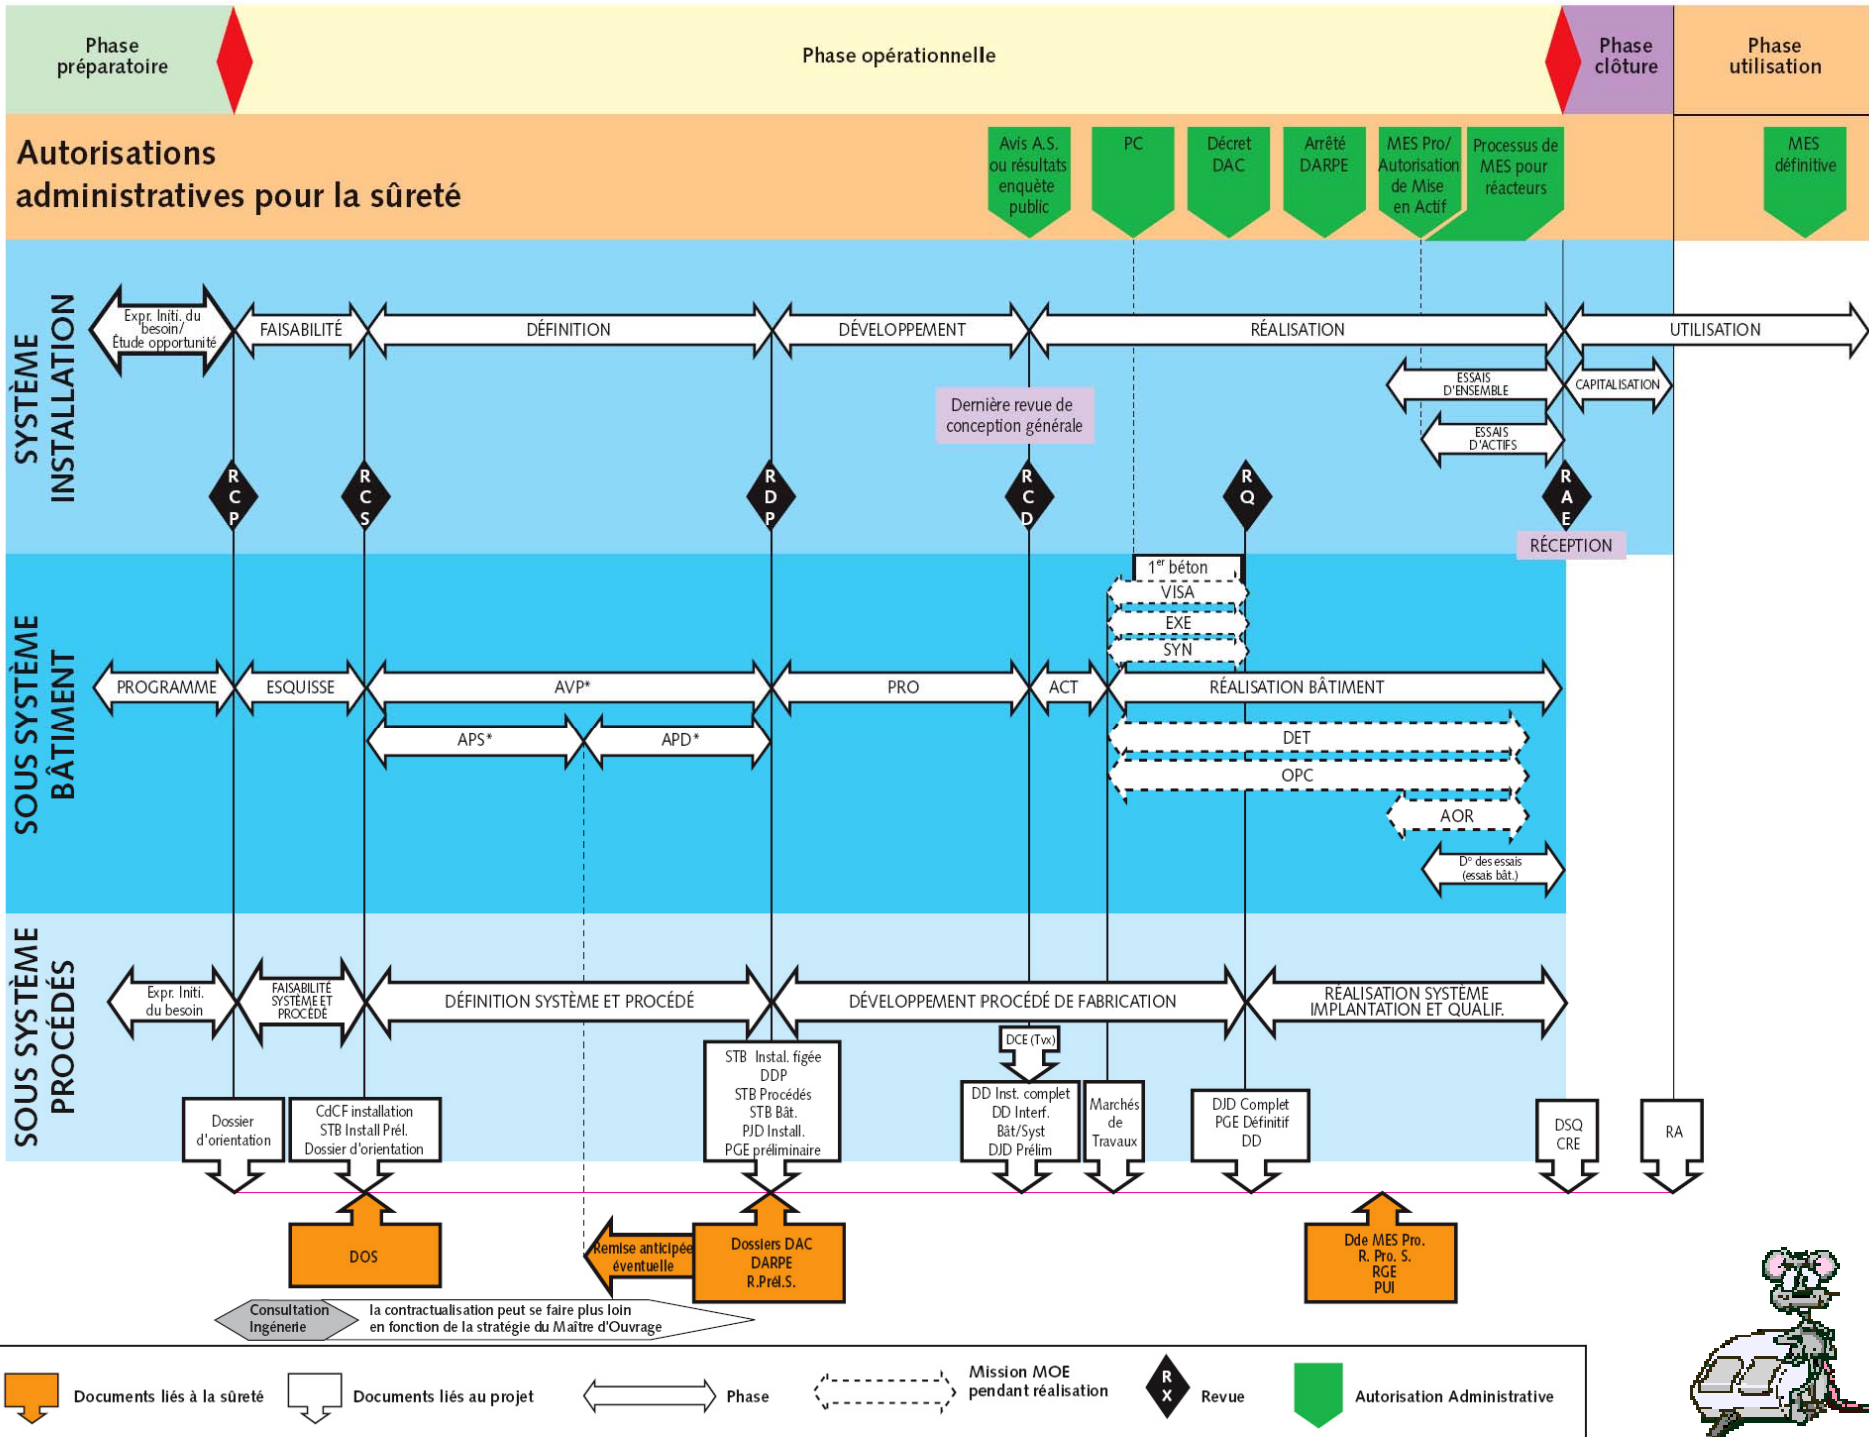 Phase
préparatoire
Phase opérationnelle
Phase
clôture
Phase
utilisation
Autorisations
administratives pour la sûreté
Avis A.S.
ou résultats
enquête
public
PC
Décret
DAC
Arrêté
DARPE
MES Pro/
Autorisation
de Mise
en Actif
Processus de
MES pour
réacteurs
MES
définitive
SYSTÈME
INSTALLATION
Expr. Initi. du
besoin/
Étude opportunité
FAISABILITÉ
DÉFINITION
DÉVELOPPEMENT
RÉALISATION
UTILISATION
ESSAIS
D'ENSEMBLE
CAPITALISATION
ESSAIS
D'ACTIFS
Dernière revue de
conception générale
RCP
RCS
RDP
RCD
RQ
RAE
RÉCEPTION
SOUS SYSTÈME
BÂTIMENT
1er béton
VISA
EXE
SYN
PROGRAMME
ESQUISSE
AVP*
PRO
ACT
RÉALISATION BÂTIMENT
APS*
APD*
DET
OPC
AOR
D° des essais
(essais bât.)
SOUS SYSTÈME
PROCÉDÉS
Expr. Initi.
du besoin
FAISABILITÉ
SYSTÈME ET
PROCÉDÉ
DÉFINITION SYSTÈME ET PROCÉDÉ
DÉVELOPPEMENT PROCÉDÉ DE FABRICATION
RÉALISATION SYSTÈME
IMPLANTATION ET QUALIF.
Dossier
d'orientation
CdCF installation
STB Install Prél.
Dossier d'orientation
STB Instal. figée
DDP
STB Procédés
STB Bât.
PJD Install.
PGE préliminaire
DCE (Tvx)
DD Inst. complet
DD Interf.
Bât/Syst
DJD Prélim
Marchés
de
Travaux
DJD Complet
PGE Définitif
DD
DSQ
CRE
RA
DOS
Remise anticipée
éventuelle
Dossiers DAC
DARPE
R.Prél.S.
Dde MES Pro.
R. Pro. S.
RGE
PUI
Consultation
Ingénerie
la contractualisation peut se faire plus loin
en fonction de la stratégie du Maître d'Ouvrage
Documents liés à la sûreté
Documents liés au projet
Phase
Mission MOE
pendant réalisation
RX
Revue
Autorisation Administrative